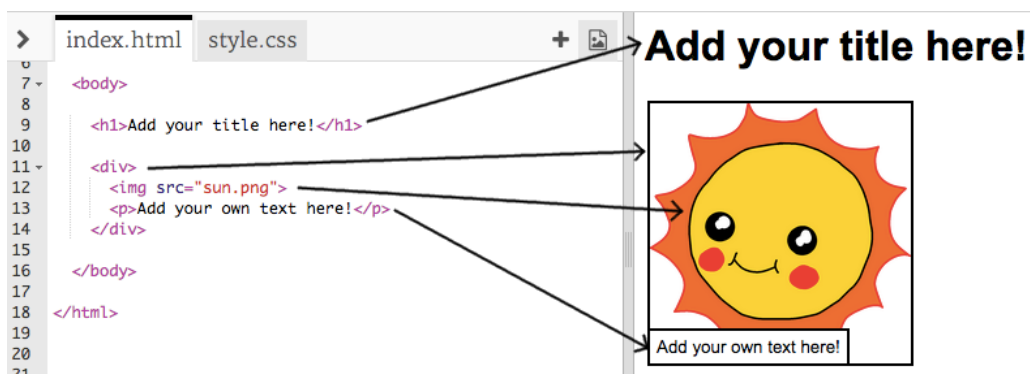 index.html style.css
6
7 <body>
8
9 <h1>Add your title here!</h1>
10
11 <div>
12 <img src="sun.png">
13 <p>Add your own text here!</p>
14 </div>
15
16 </body>
17
18 </html>
19
20
21
Add your title here!
Add your own text here!